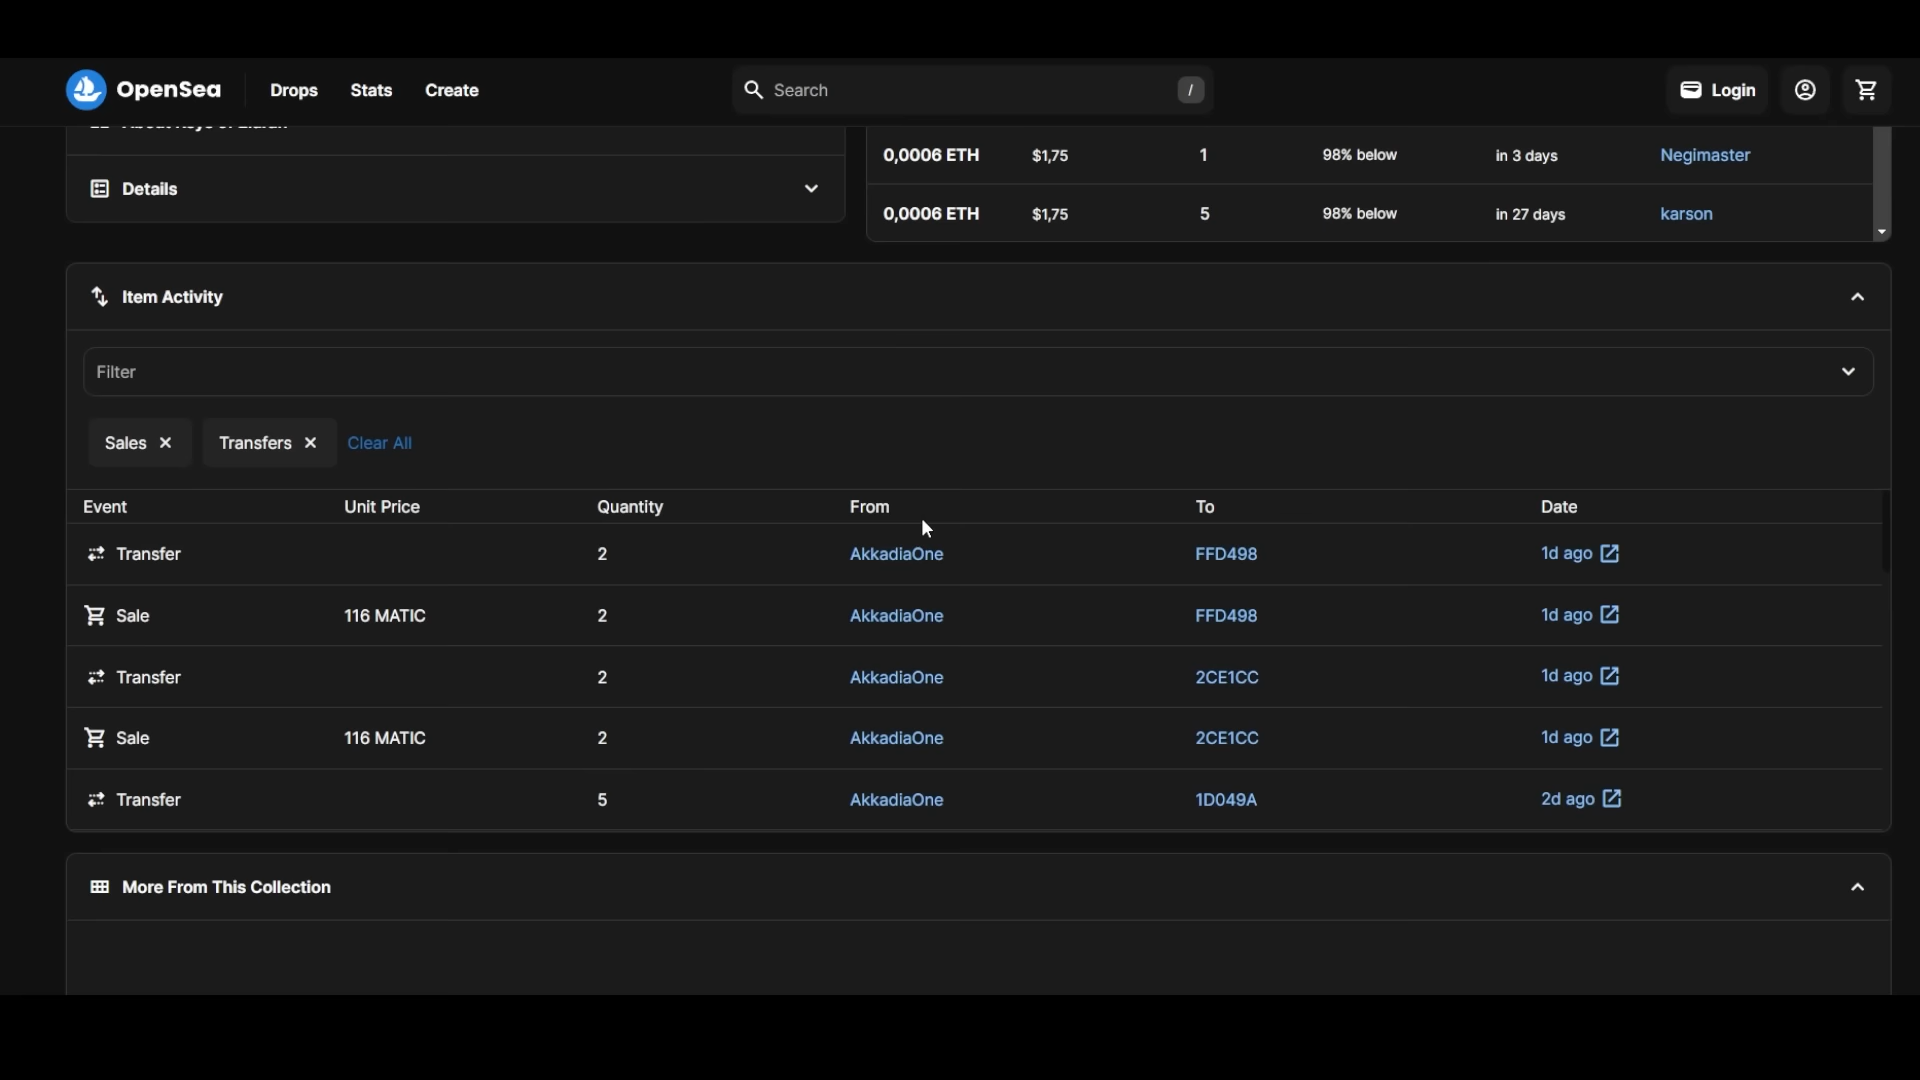 OpenSea Drops Stats Create Search / Login
0,0006 ETH $1,75 1 98% below in 3 days Negimaster
Details
0,0006 ETH $1,75 5 98% below in 27 days karson
Item Activity
Filter
Sales Transfers Clear All
Event Unit Price Quantity From To Date
Transfer 2 AkkadiaOne FFD498 1d ago
Sale 116 MATIC 2 AkkadiaOne FFD498 1d ago
Transfer 2 AkkadiaOne 2CE1CC 1d ago
Sale 116 MATIC 2 AkkadiaOne 2CE1CC 1d ago
Transfer 5 AkkadiaOne 1D049A 2d ago
More From This Collection